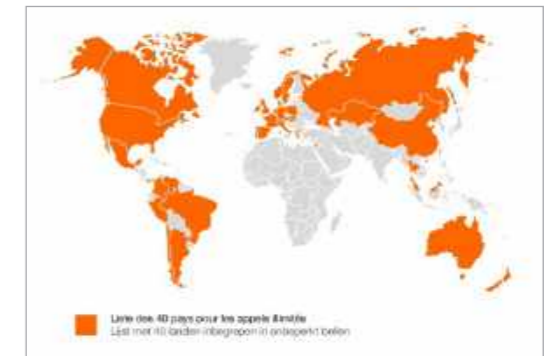 Liste des 40 pays pour les appels illimités
Lijst met 40 landen inbegrepen in onbeperkt bellen